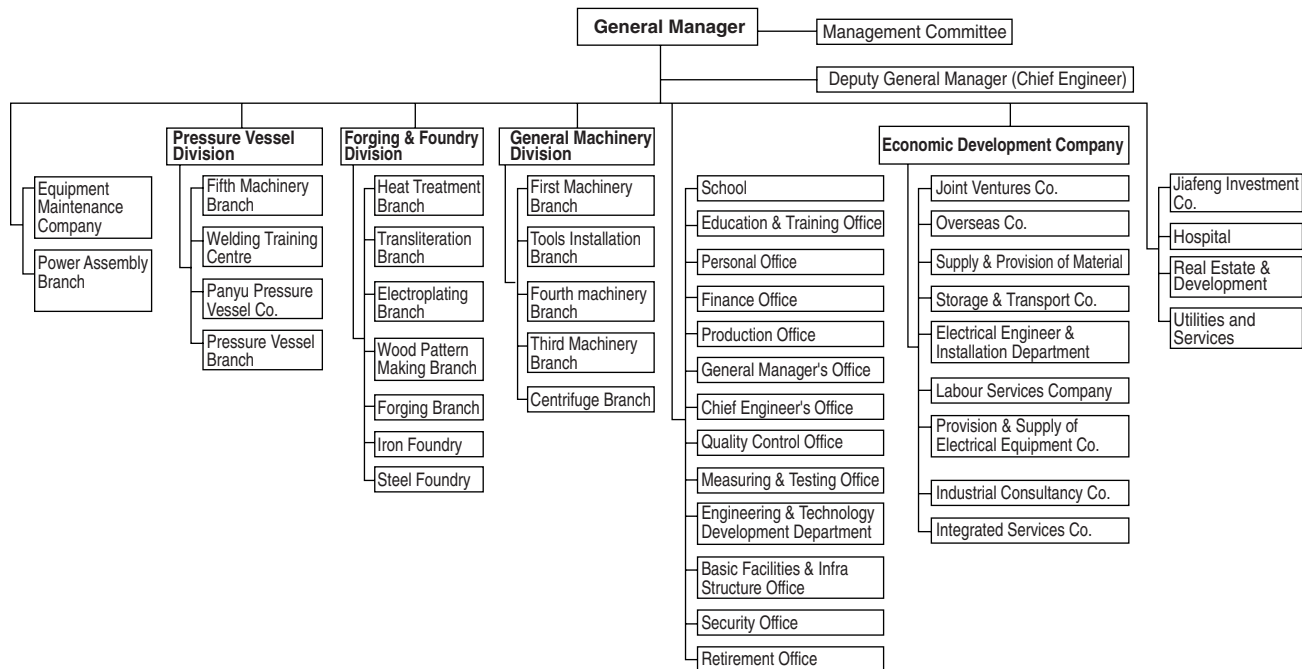 General Manager
Management Committee
Deputy General Manager (Chief Engineer)
Equipment
Maintenance
Company
Power Assembly
Branch
Pressure Vessel
Division
Fifth Machinery
Branch
Welding Training
Centre
Panyu Pressure
Vessel Co.
Pressure Vessel
Branch
Forging & Foundry
Division
Heat Treatment
Branch
Transliteration
Branch
Electroplating
Branch
Wood Pattern
Making Branch
Forging Branch
Iron Foundry
Steel Foundry
General Machinery
Division
First Machinery
Branch
Tools Installation
Branch
Fourth machinery
Branch
Third Machinery
Branch
Centrifuge Branch
School
Education & Training Office
Personal Office
Finance Office
Production Office
General Manager's Office
Chief Engineer's Office
Quality Control Office
Measuring & Testing Office
Engineering & Technology
Development Department
Basic Facilities & Infra
Structure Office
Security Office
Retirement Office
Economic Development Company
Joint Ventures Co.
Overseas Co.
Supply & Provision of Material
Storage & Transport Co.
Electrical Engineer &
Installation Department
Labour Services Company
Provision & Supply of
Electrical Equipment Co.
Industrial Consultancy Co.
Integrated Services Co.
Jiafeng Investment
Co.
Hospital
Real Estate &
Development
Utilities and
Services